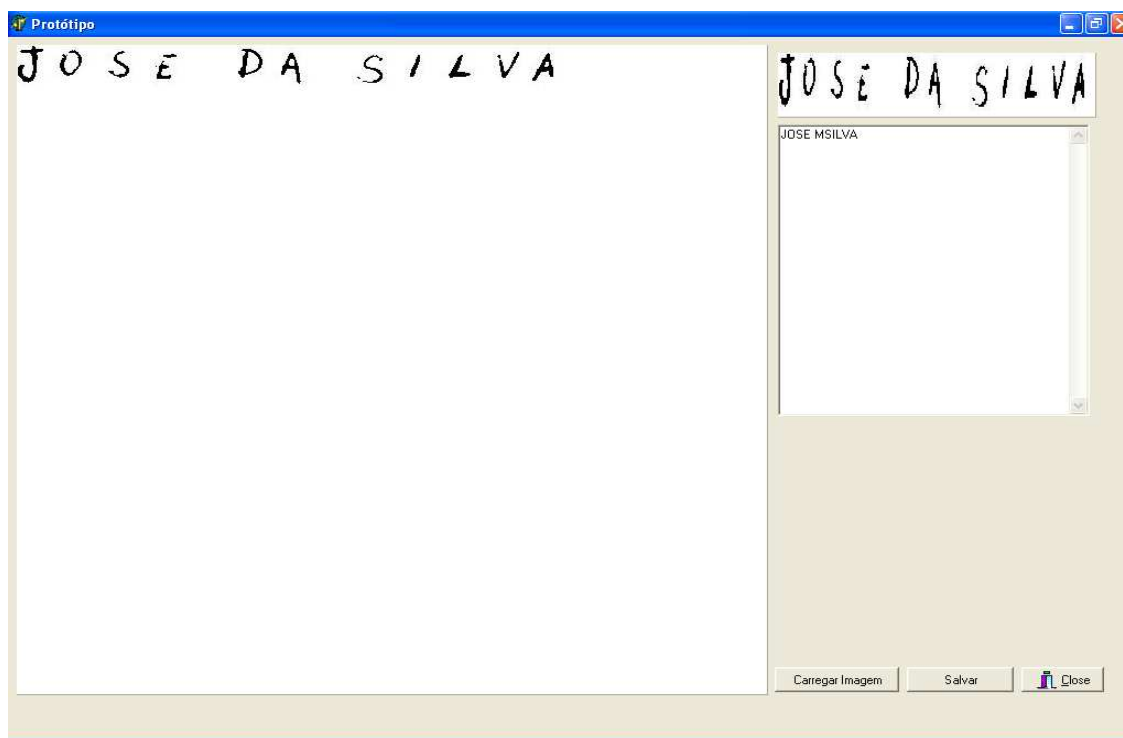 Protótipo
JOSE DA SILVA
JOSE DA SILVA
JOSE MSILVA
Carregar Imagem
Salvar
Close